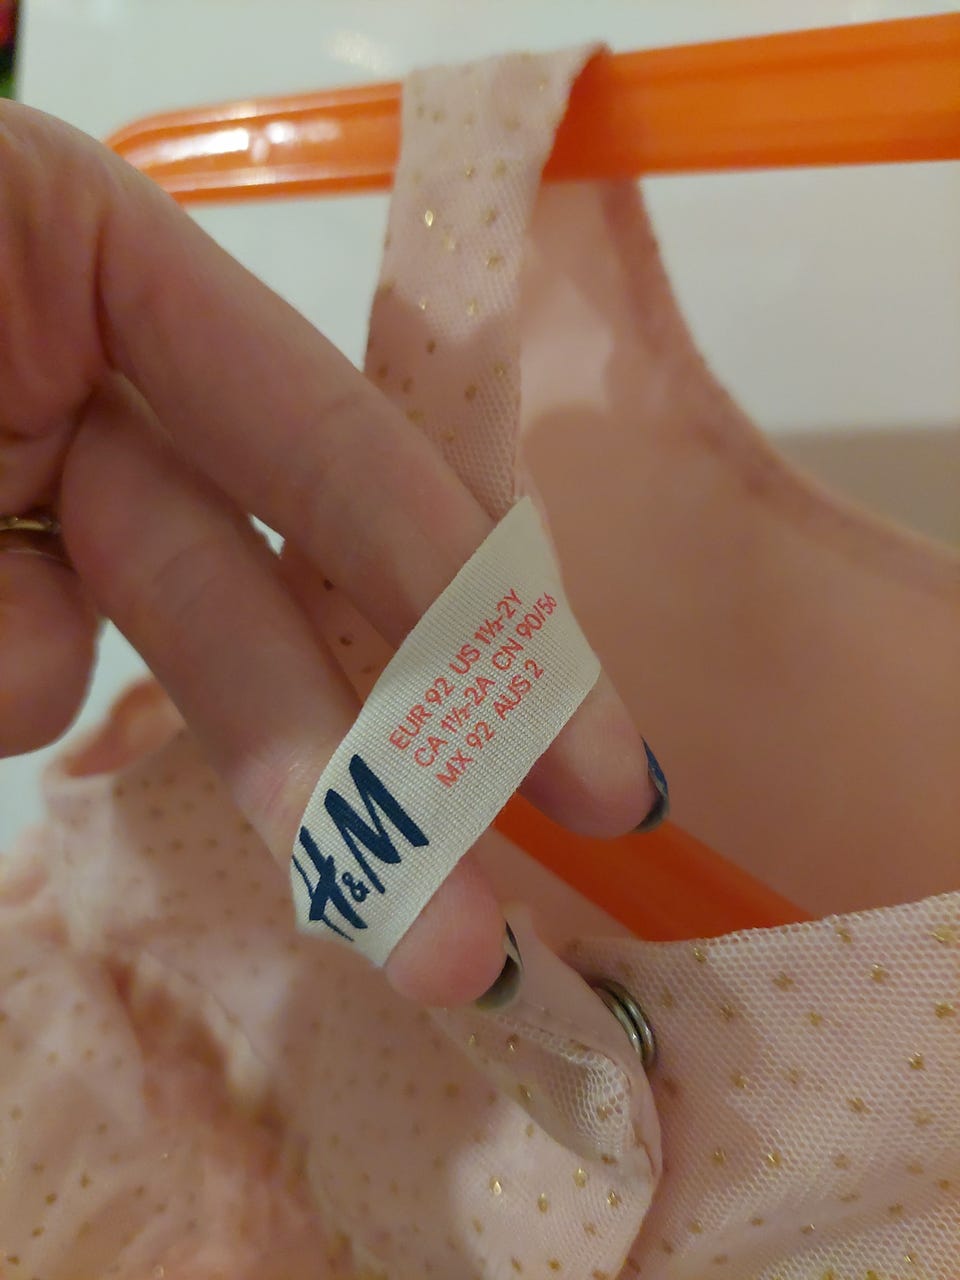 H&M
EUR 92 US 1½-2Y
CA 1½-2A CN 90/56
MX 92 AUS 2